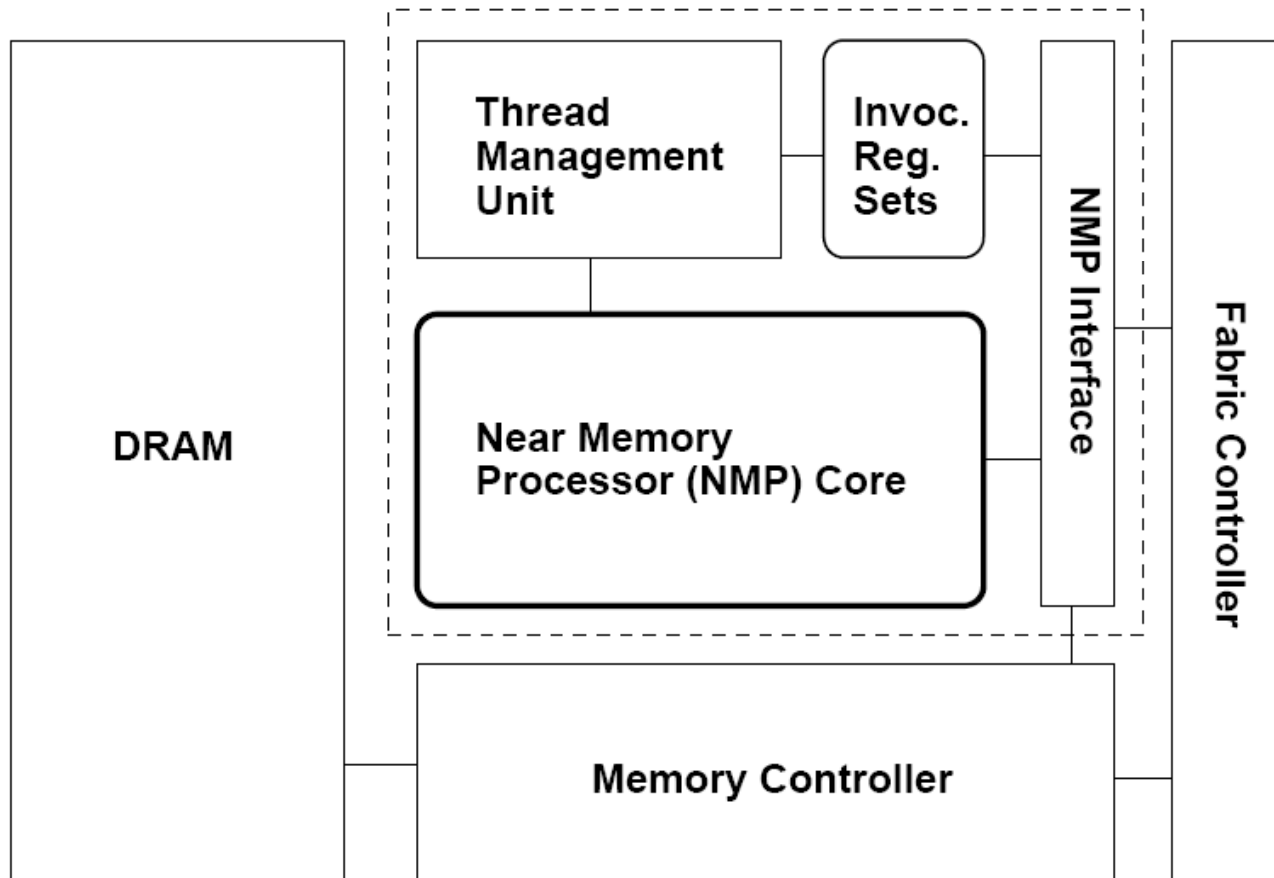 Thread
Management
Unit
Invoc.
Reg.
Sets
NMP Interface
Fabric Controller
DRAM
Near Memory
Processor (NMP) Core
Memory Controller